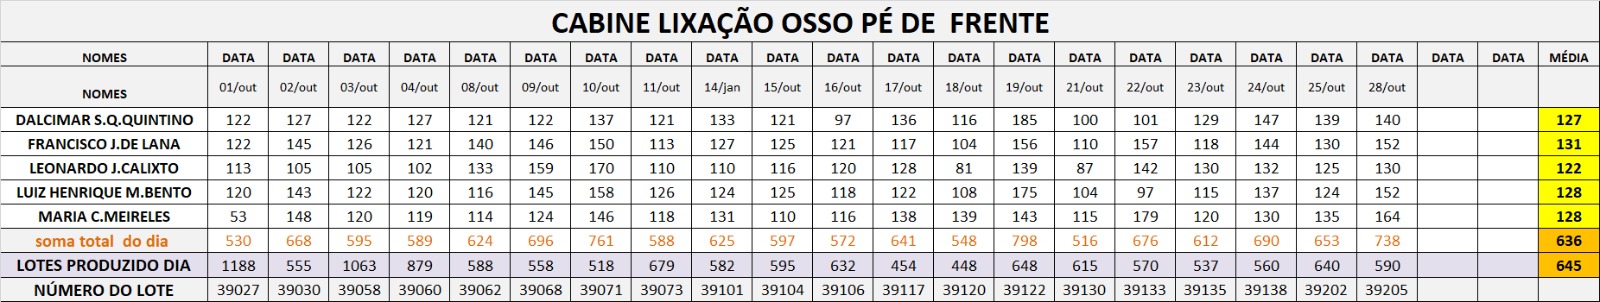 CABINE LIXAÇÃO OSSO PÉ DE FRENTE
NOMES DATA DATA DATA DATA DATA DATA DATA DATA DATA DATA DATA DATA DATA DATA DATA DATA DATA DATA DATA DATA DATA DATA MÉDIA
NOMES 01/out 02/out 03/out 04/out 08/out 09/out 10/out 11/out 14/jan 15/out 16/out 17/out 18/out 19/out 21/out 22/out 23/out 24/out 25/out 28/out
DALCIMAR S.Q.QUINTINO 122 127 122 127 121 122 137 121 133 121 97 136 116 185 100 101 129 147 139 140 127
FRANCISCO J.DE LANA 122 145 126 121 140 146 150 113 127 125 121 117 104 156 110 157 118 144 130 152 131
LEONARDO J.CALIXTO 113 105 105 102 133 159 170 110 110 110 120 128 81 139 87 142 130 132 125 130 122
LUIZ HENRIQUE M.BENTO 120 143 122 120 116 145 158 126 124 125 118 122 108 175 104 97 115 137 124 152 128
MARIA C.MEIRELES 53 148 120 119 114 124 146 118 131 110 116 138 139 143 115 179 120 130 135 164 128
soma total do dia 530 668 595 589 624 696 761 588 625 597 572 641 548 798 516 676 612 690 653 738 636
LOTES PRODUZIDO DIA 1188 555 1063 879 588 558 518 679 582 595 632 454 448 648 615 570 537 560 640 590 645
NÚMERO DO LOTE 39027 39030 39058 39060 39062 39068 39071 39073 39101 39104 39106 39117 39120 39122 39130 39133 39135 39138 39202 39205